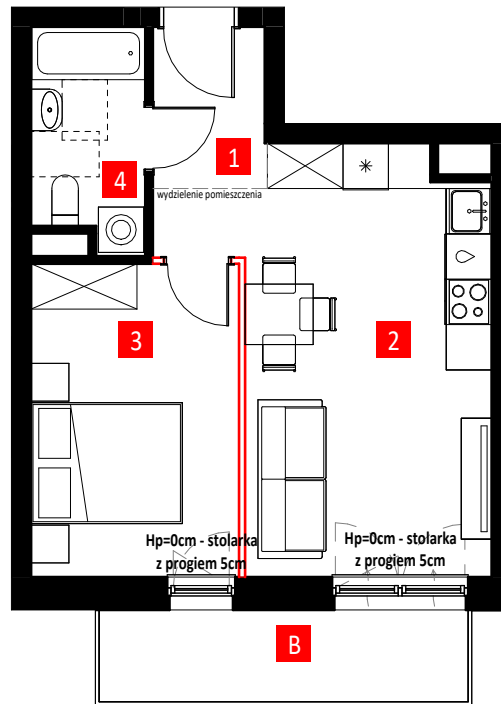 1
4
wydzielenie pomieszczenia
3
2
Hp=0cm - stolarka
z progiem 5cm
Hp=0cm - stolarka
z progiem 5cm
B